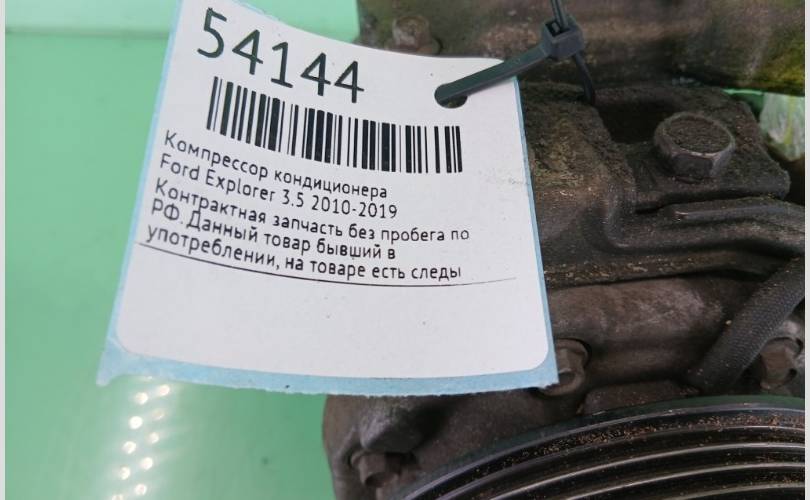 54144
Компрессор кондиционера
Ford Explorer 3.5 2010-2019
Контрактная запчасть без пробега по
РФ.Данный товар бывший в
употреблении, на товаре есть следы